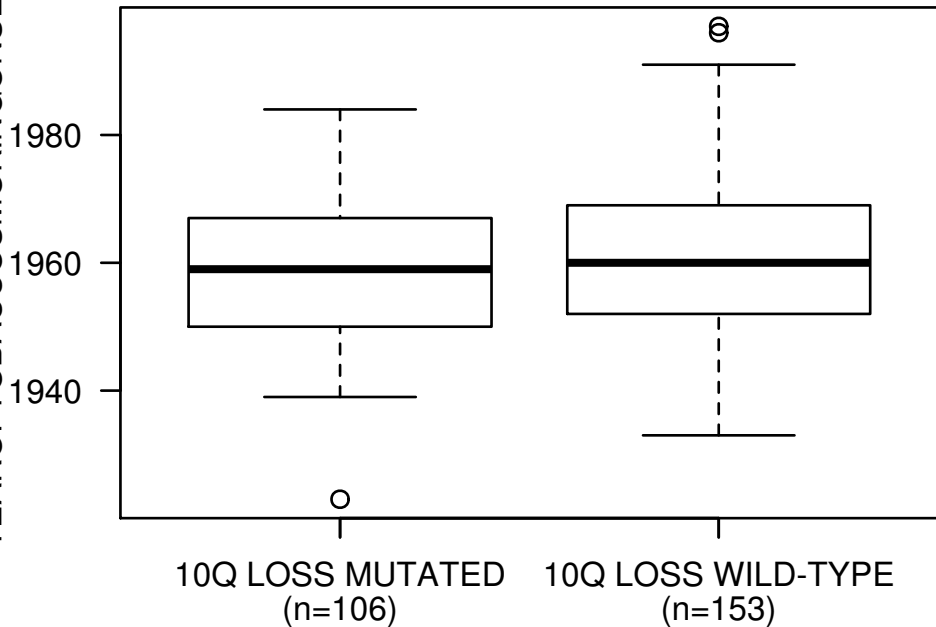 1980
1960
1940
10Q LOSS MUTATED
(n=106)
10Q LOSS WILD-TYPE
(n=153)